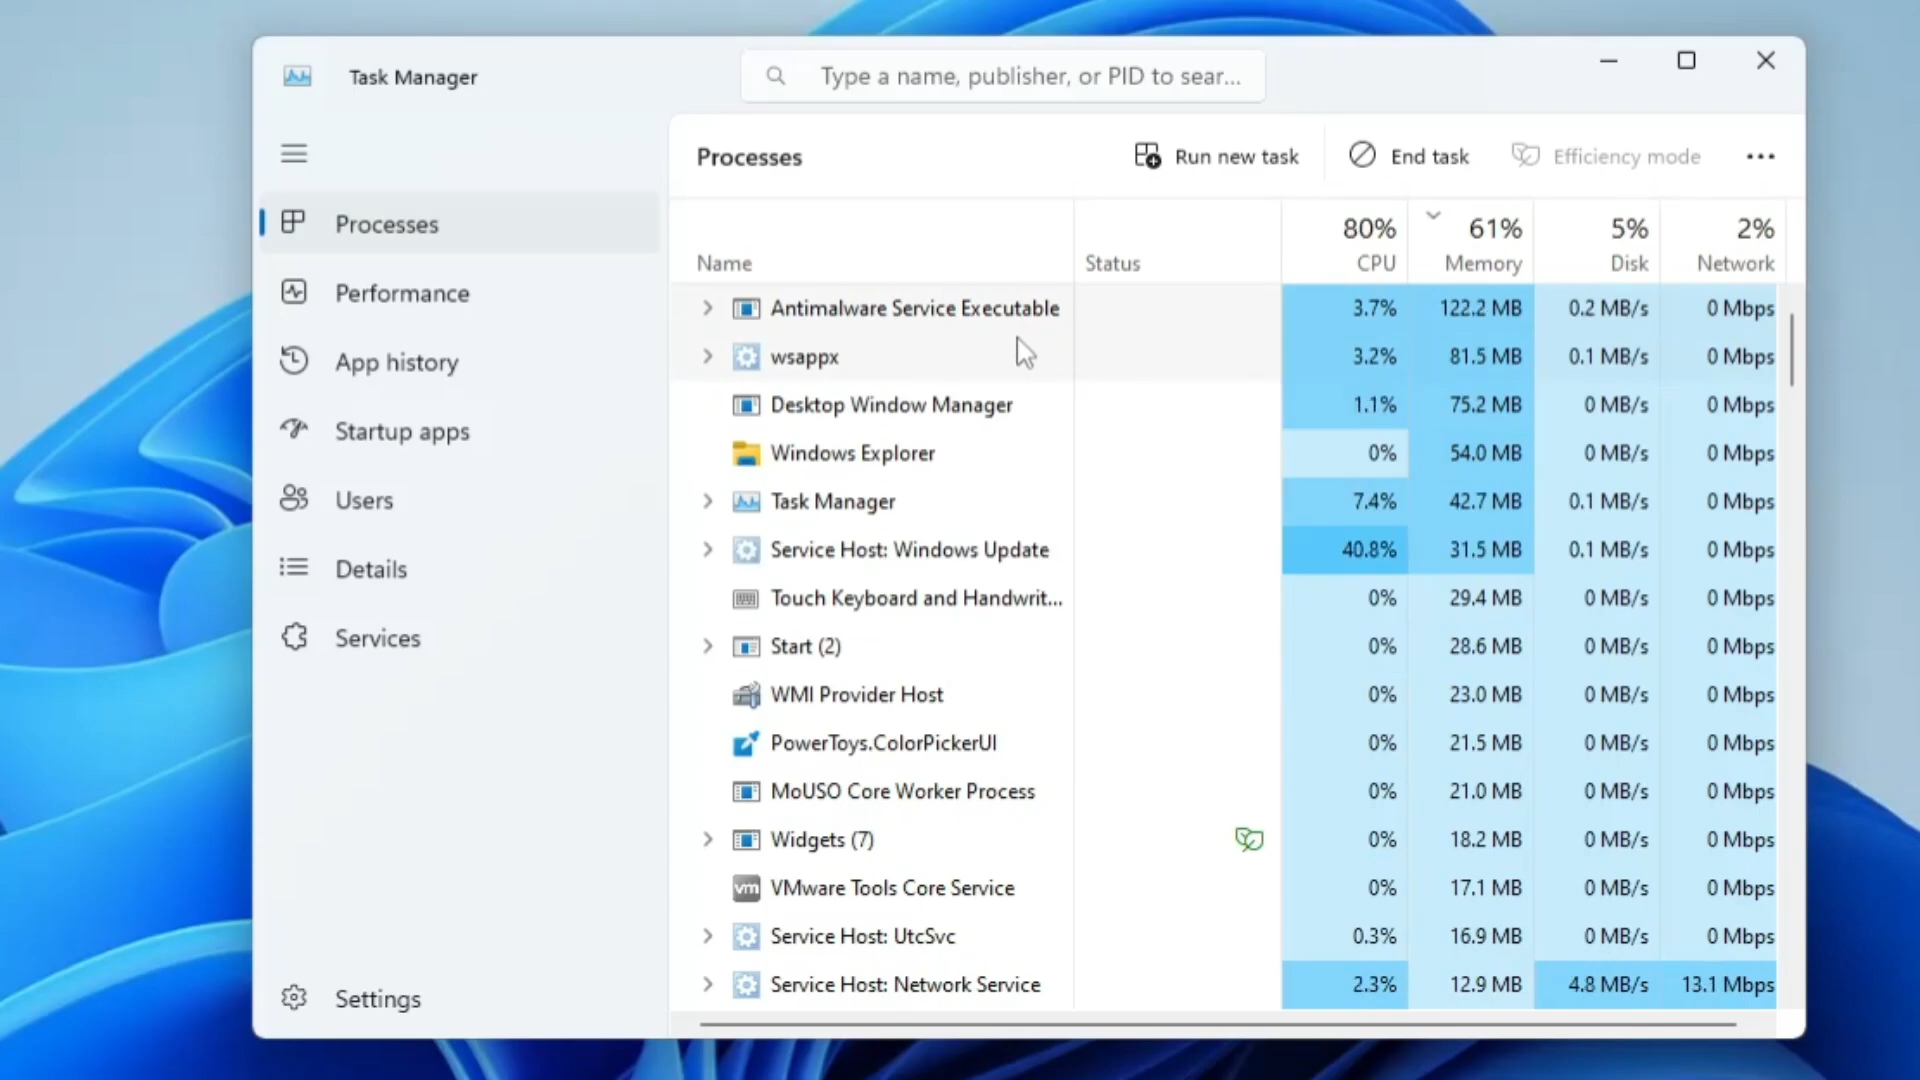 Task Manager
Type a name, publisher, or PID to sear...
Processes
Performance
App history
Startup apps
Users
Details
Services
Settings
Processes
Run new task
End task
Efficiency mode
Name Status 80% CPU 61% Memory 5% Disk 2% Network
Antimalware Service Executable 3.7% 122.2 MB 0.2 MB/s 0 Mbps
wsappx 3.2% 81.5 MB 0.1 MB/s 0 Mbps
Desktop Window Manager 1.1% 75.2 MB 0 MB/s 0 Mbps
Windows Explorer 0% 54.0 MB 0 MB/s 0 Mbps
Task Manager 7.4% 42.7 MB 0.1 MB/s 0 Mbps
Service Host: Windows Update 40.8% 31.5 MB 0.1 MB/s 0 Mbps
Touch Keyboard and Handwrit... 0% 29.4 MB 0 MB/s 0 Mbps
Start (2) 0% 28.6 MB 0 MB/s 0 Mbps
WMI Provider Host 0% 23.0 MB 0 MB/s 0 Mbps
PowerToys.ColorPickerUI 0% 21.5 MB 0 MB/s 0 Mbps
MoUSO Core Worker Process 0% 21.0 MB 0 MB/s 0 Mbps
Widgets (7) 0% 18.2 MB 0 MB/s 0 Mbps
vm VMware Tools Core Service 0% 17.1 MB 0 MB/s 0 Mbps
Service Host: UtcSvc 0.3% 16.9 MB 0 MB/s 0 Mbps
Service Host: Network Service 2.3% 12.9 MB 4.8 MB/s 13.1 Mbps